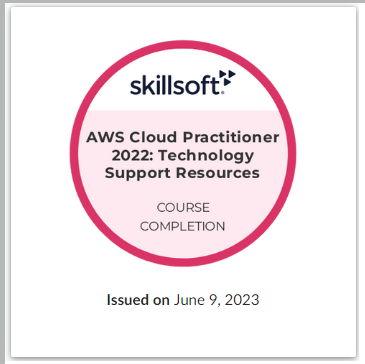 skillsoft
AWS Cloud Practitioner
2022: Technology
Support Resources
COURSE
COMPLETION
Issued on June 9, 2023